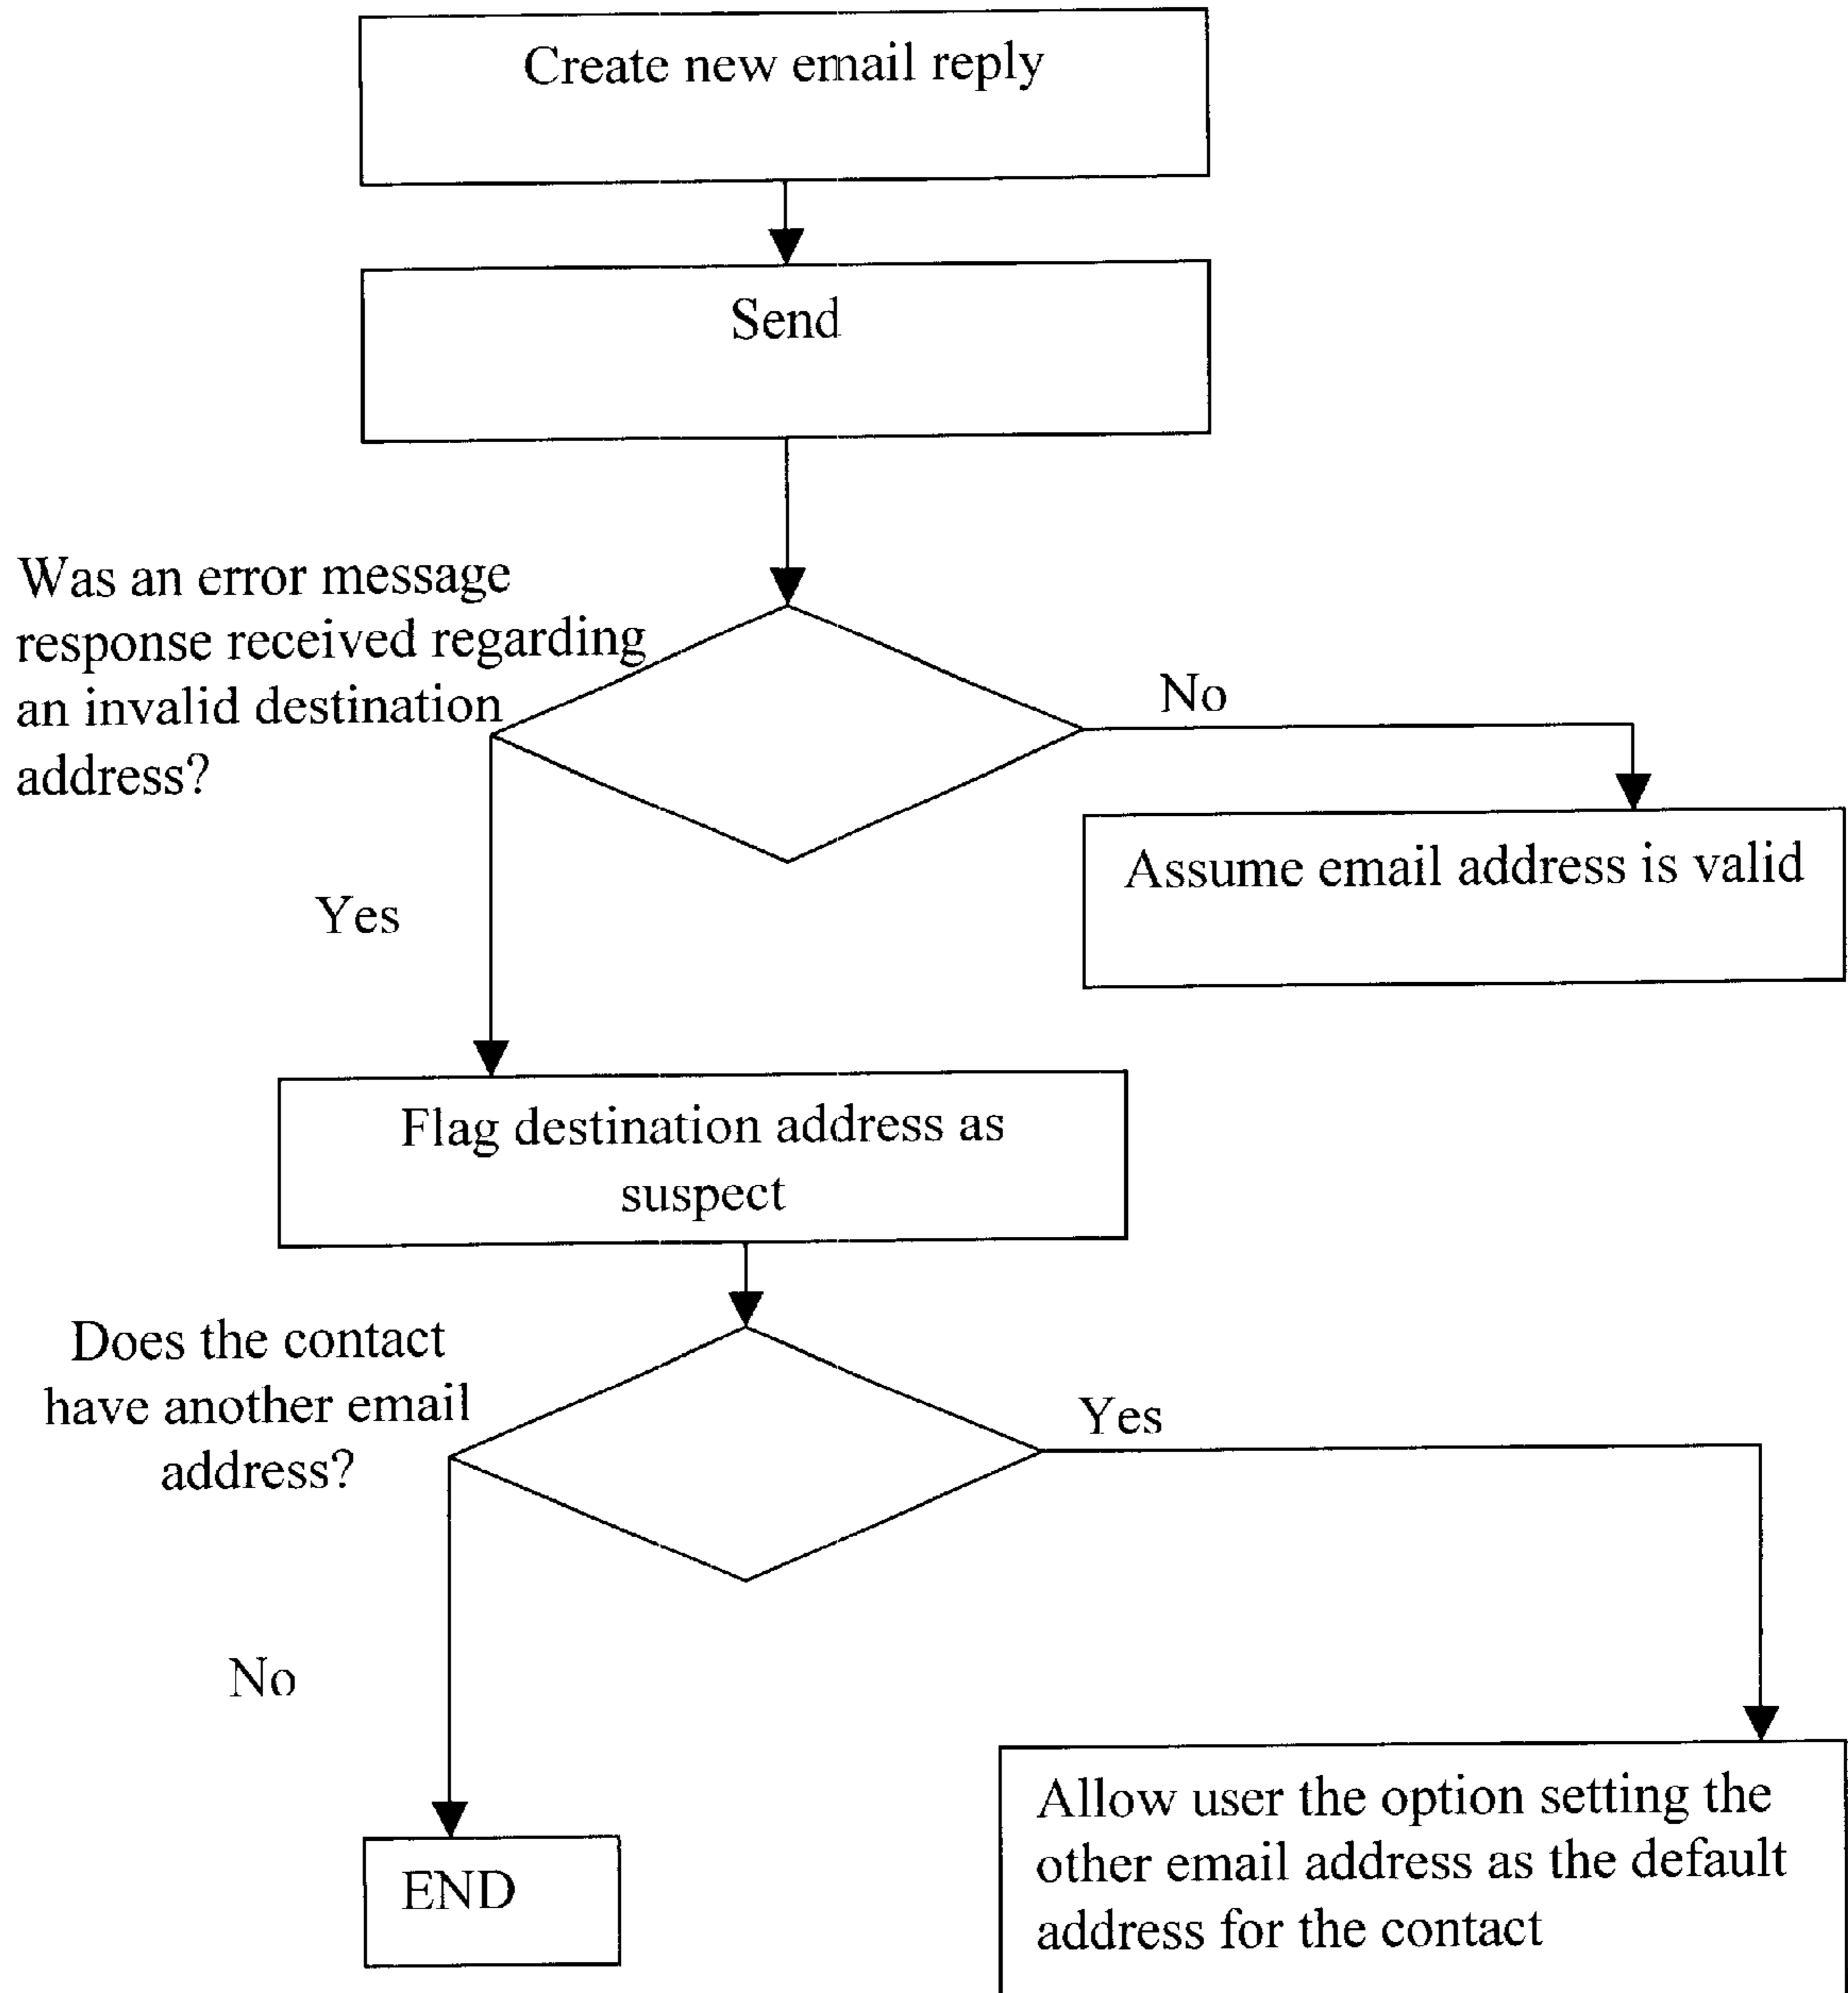 Create new email reply
Send
Was an error message
response received regarding
an invalid destination
address?
No
Assume email address is valid
Yes
Flag destination address as
suspect
Does the contact
have another email
address?
Yes
No
Allow user the option setting the
other email address as the default
address for the contact
END